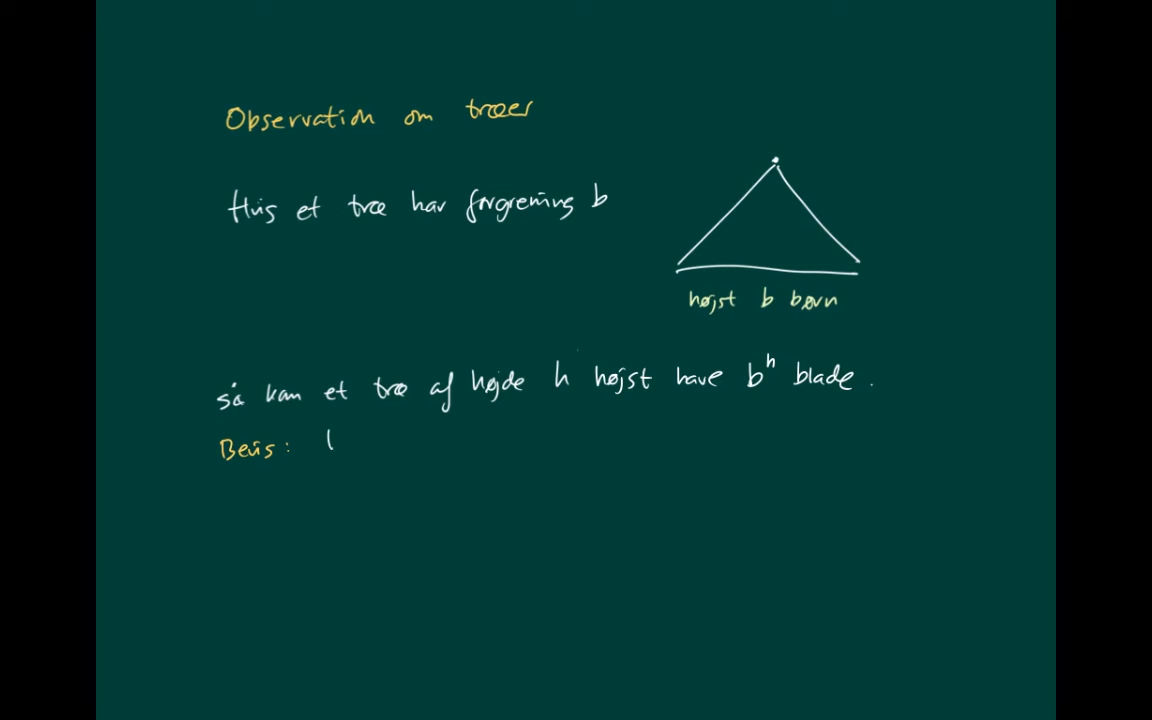 Observation om træer
Hvis et træ har forgrening b
højst b børn
så kan et træ af højde h højst have b^h blade.
Bevis: